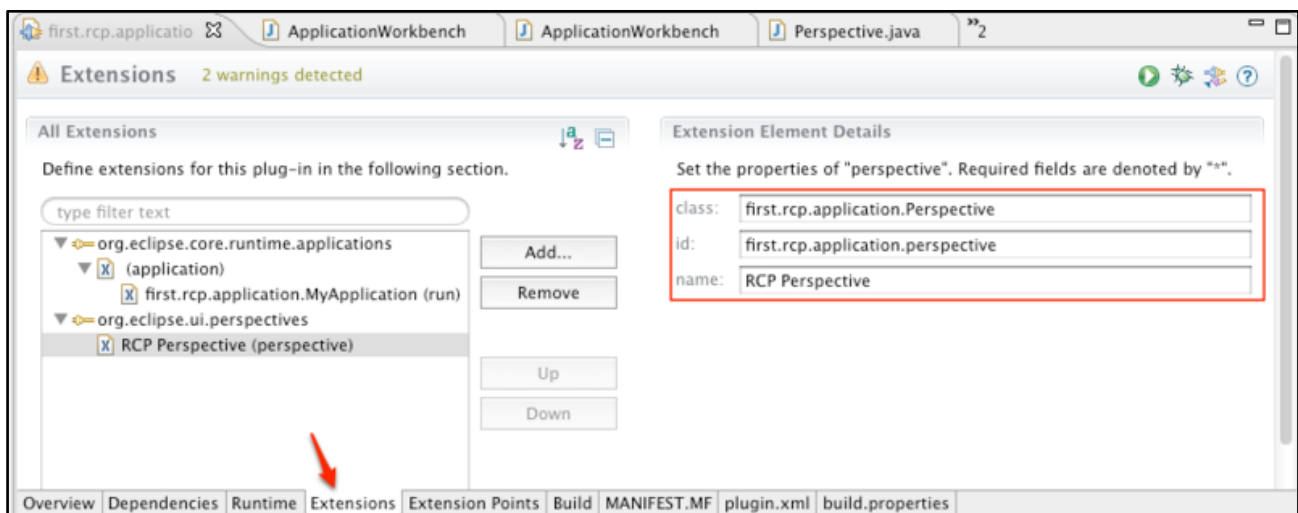 first.rcp.applicatio
ApplicationWorkbench
ApplicationWorkbench
Perspective.java
»2
Extensions 2 warnings detected
All Extensions
Define extensions for this plug-in in the following section.
type filter text
org.eclipse.core.runtime.applications
(application)
first.rcp.application.MyApplication (run)
org.eclipse.ui.perspectives
RCP Perspective (perspective)
Add...
Remove
Up
Down
Extension Element Details
Set the properties of "perspective". Required fields are denoted by "*".
class: first.rcp.application.Perspective
id: first.rcp.application.perspective
name: RCP Perspective
Overview Dependencies Runtime Extensions Extension Points Build MANIFEST.MF plugin.xml build.properties